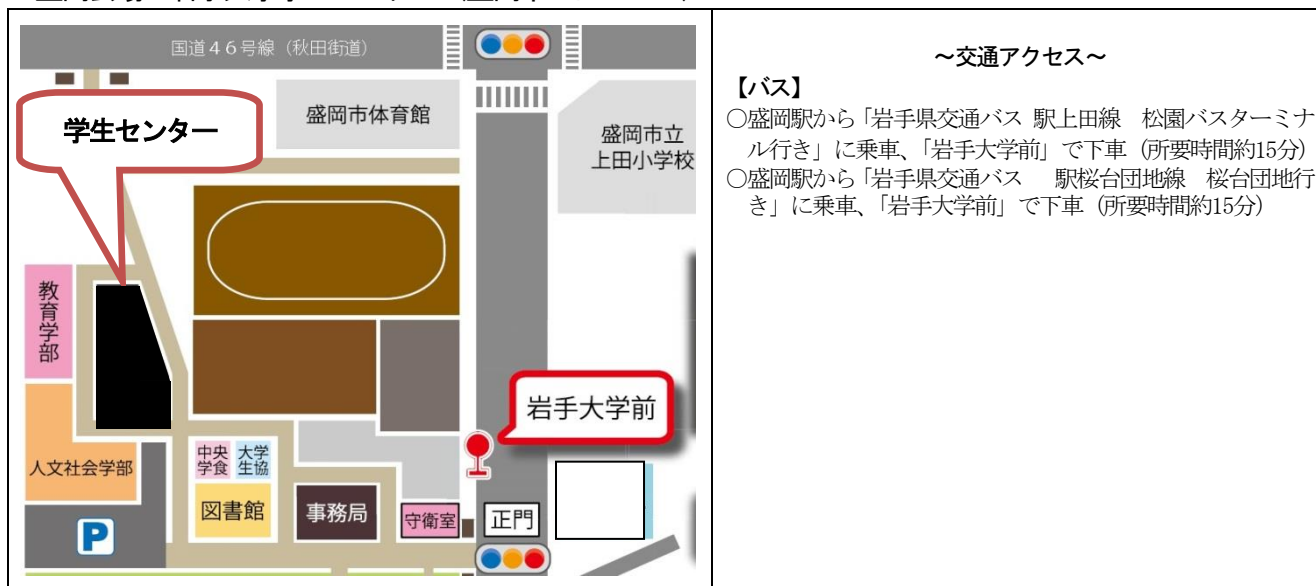 国道46号線（秋田街道）
学生センター
盛岡市体育館
盛岡市立
上田小学校
教育学部
岩手大学前
人文社会学部
中央
学食
大学
生協
図書館
事務局
守衛室
正門
P
～交通アクセス～
【バス】
○盛岡駅から「岩手県交通バス 駅上田線　松園バスターミナ
ル行き」に乗車、「岩手大学前」で下車（所要時間約15分）
○盛岡駅から「岩手県交通バス　 駅桜台団地線　桜台団地行
き」に乗車、「岩手大学前」で下車（所要時間約15分）